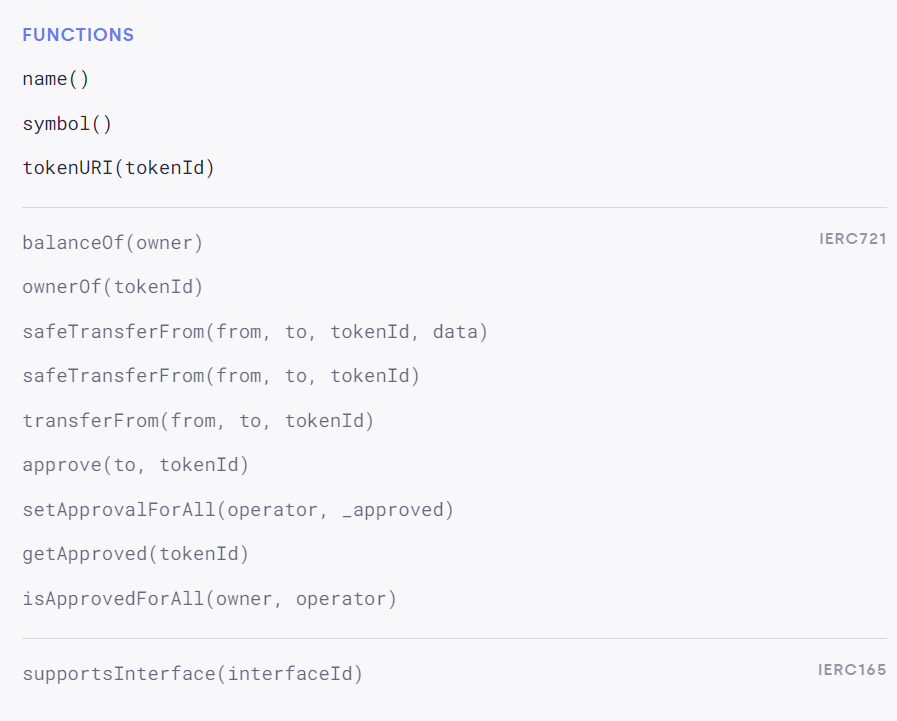 FUNCTIONS
name()
symbol()
tokenURI(tokenId)
balanceOf(owner) IERC721
ownerOf(tokenId)
safeTransferFrom(from, to, tokenId, data)
safeTransferFrom(from, to, tokenId)
transferFrom(from, to, tokenId)
approve(to, tokenId)
setApprovalForAll(operator, _approved)
getApproved(tokenId)
isApprovedForAll(owner, operator)
supportsInterface(interfaceId) IERC165